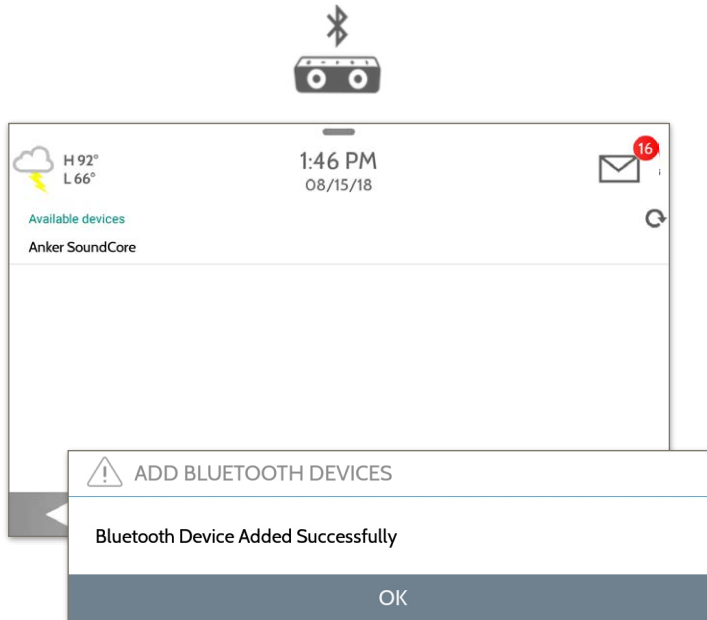 H 92°
L 66°
1:46 PM
08/15/18
16
Available devices
Anker SoundCore
ADD BLUETOOTH DEVICES
Bluetooth Device Added Successfully
OK